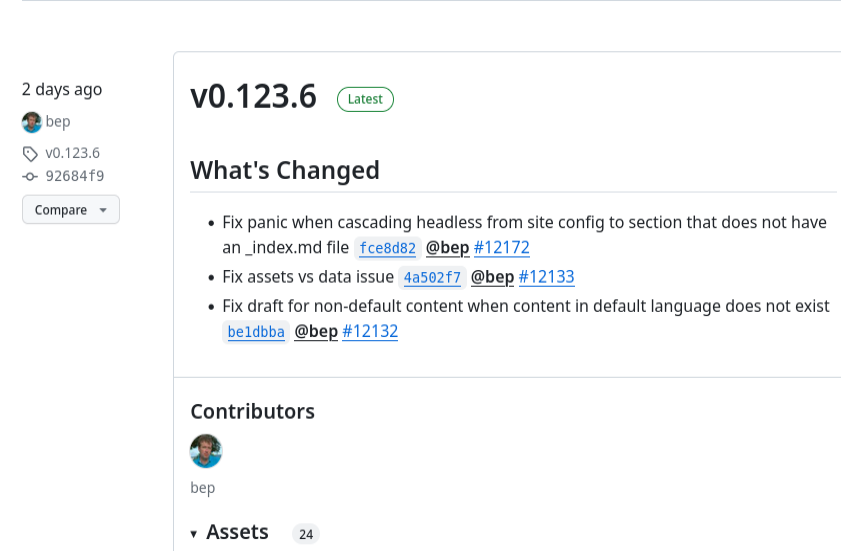 2 days ago
bep
v0.123.6
92684f9
Compare
v0.123.6 Latest
What's Changed
• Fix panic when cascading headless from site config to section that does not have
an _index.md file fce8d82 @bep #12172
• Fix assets vs data issue 4a502f7 @bep #12133
• Fix draft for non-default content when content in default language does not exist
be1dbba @bep #12132
Contributors
bep
Assets 24